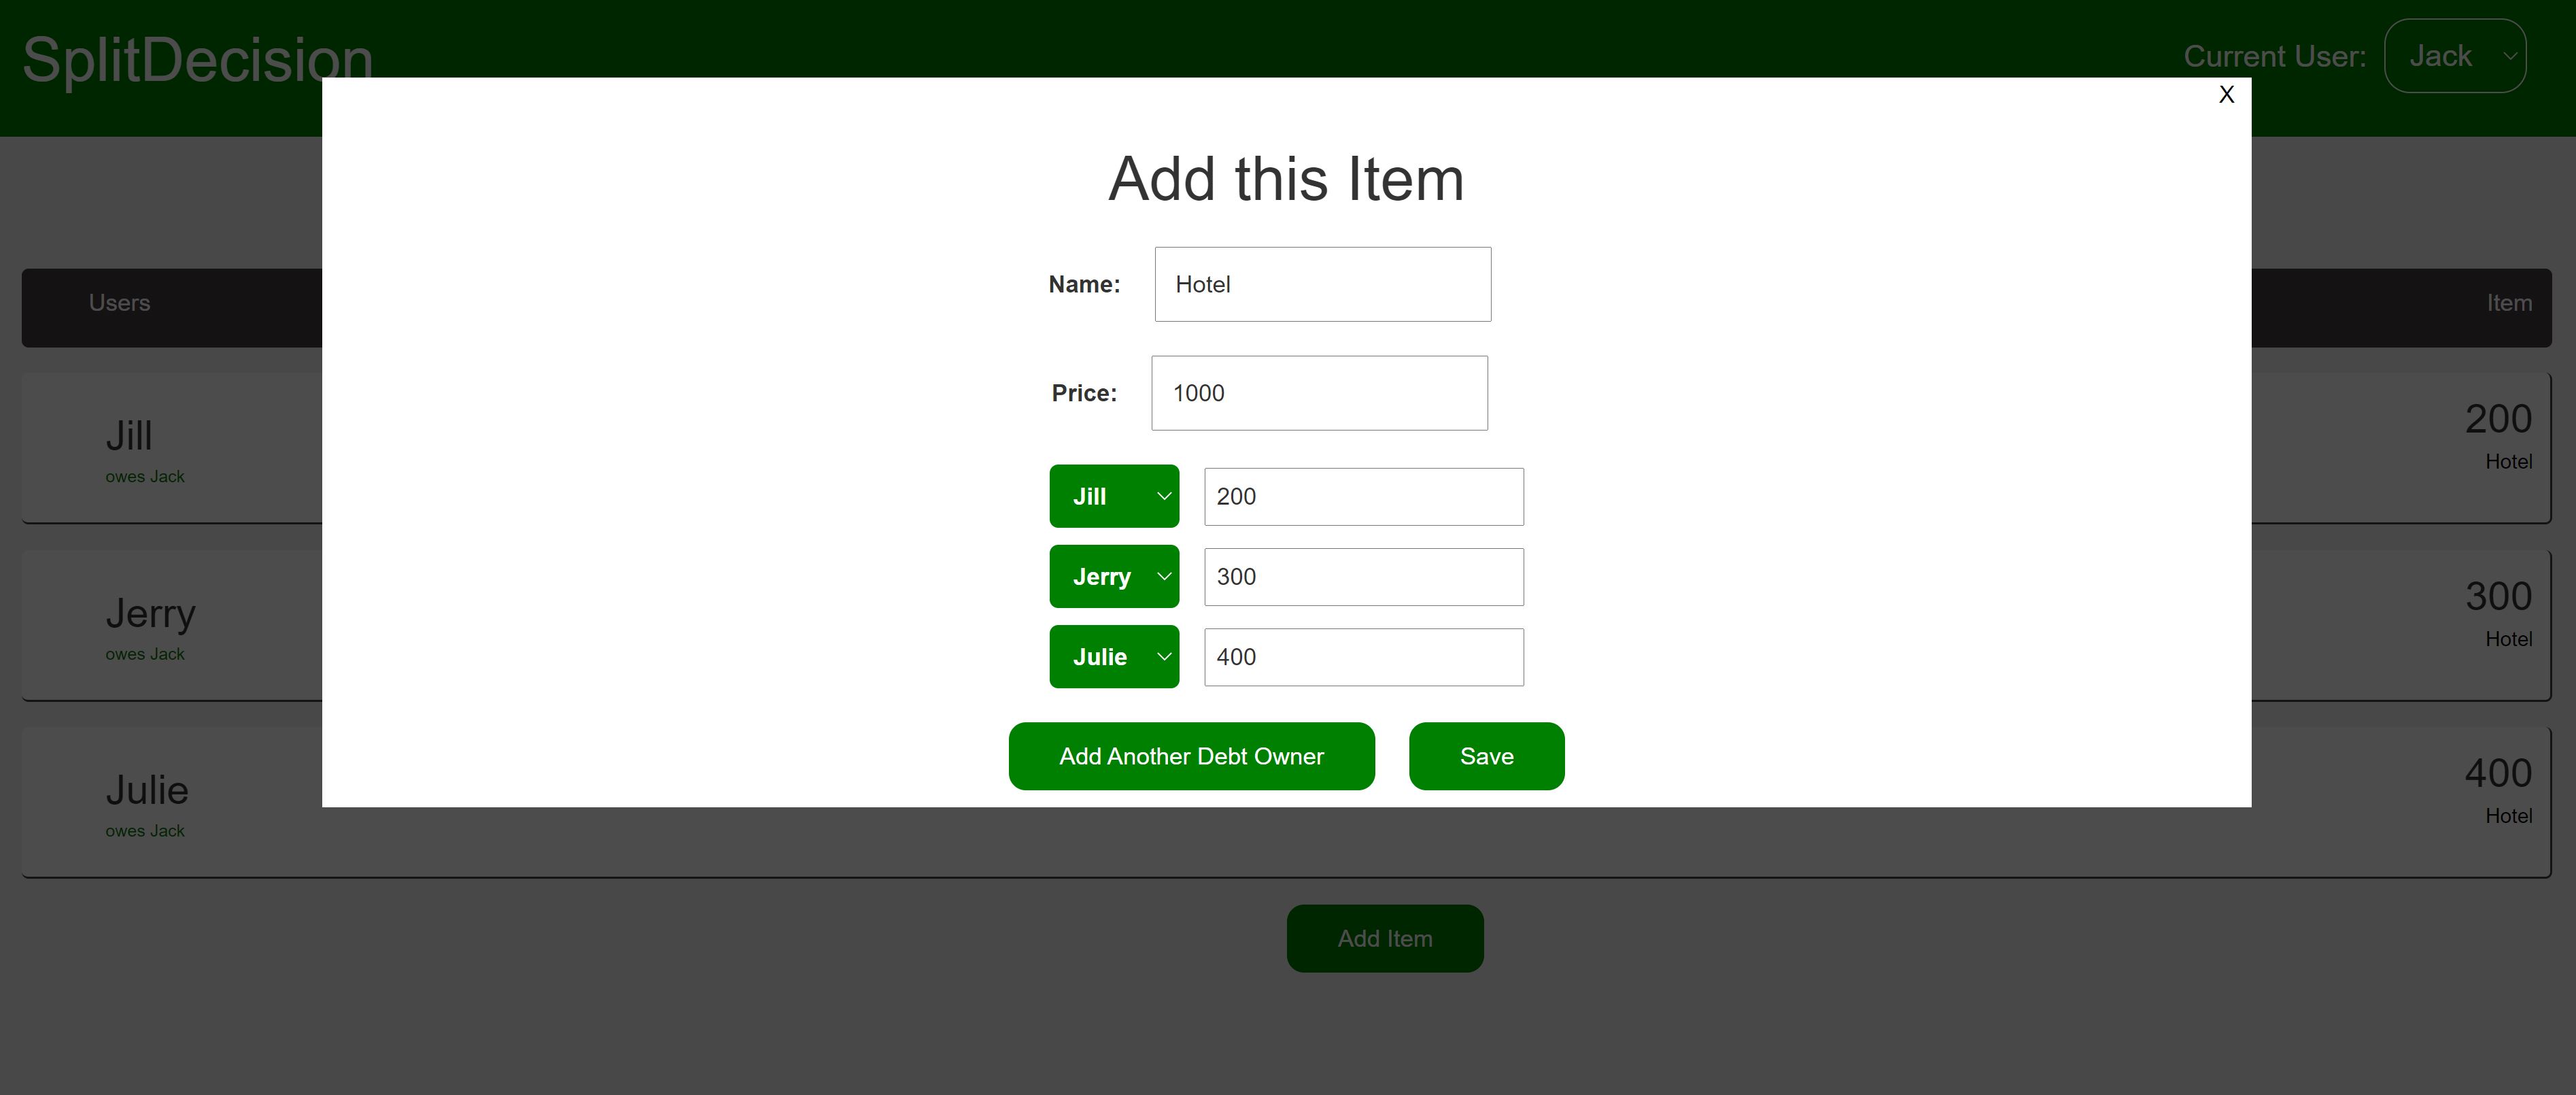 SplitDecision
Current User: Jack
X
Add this Item
Name: Hotel
Price: 1000
Jill 200
Jerry 300
Julie 400
Add Another Debt Owner Save
Users Item
Jill 200
owes Jack Hotel
Jerry 300
owes Jack Hotel
Julie 400
owes Jack Hotel
Add Item